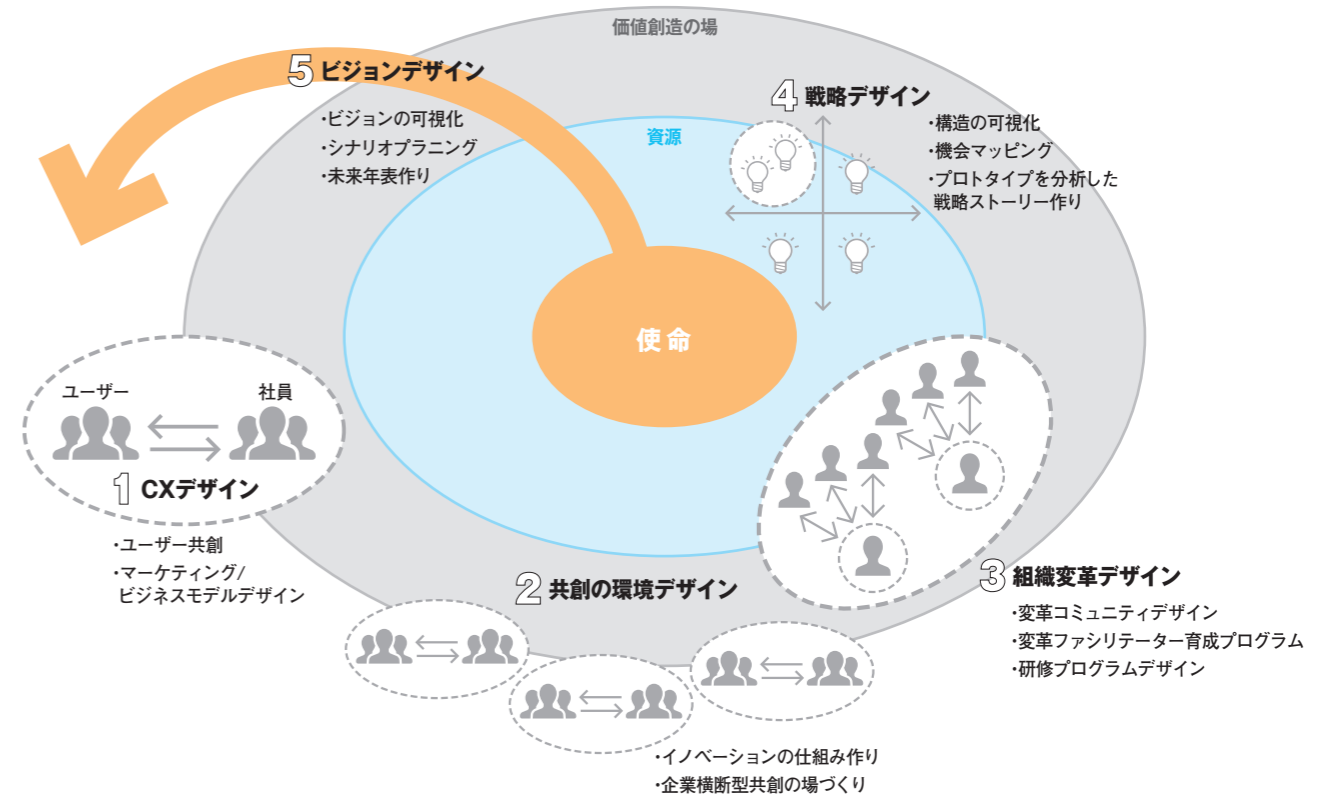 価値創造の場
5 ビジョンデザイン
・ビジョンの可視化
・シナリオプラニング
・未来年表作り
資源
4 戦略デザイン
・構造の可視化
・機会マッピング
・プロトタイプを分析した
戦略ストーリー作り
使命
ユーザー
社員
1 CXデザイン
・ユーザー共創
・マーケティング/
ビジネスモデルデザイン
2 共創の環境デザイン
・イノベーションの仕組み作り
・企業横断型共創の場づくり
3 組織変革デザイン
・変革コミュニティデザイン
・変革ファシリテーター育成プログラム
・研修プログラムデザイン